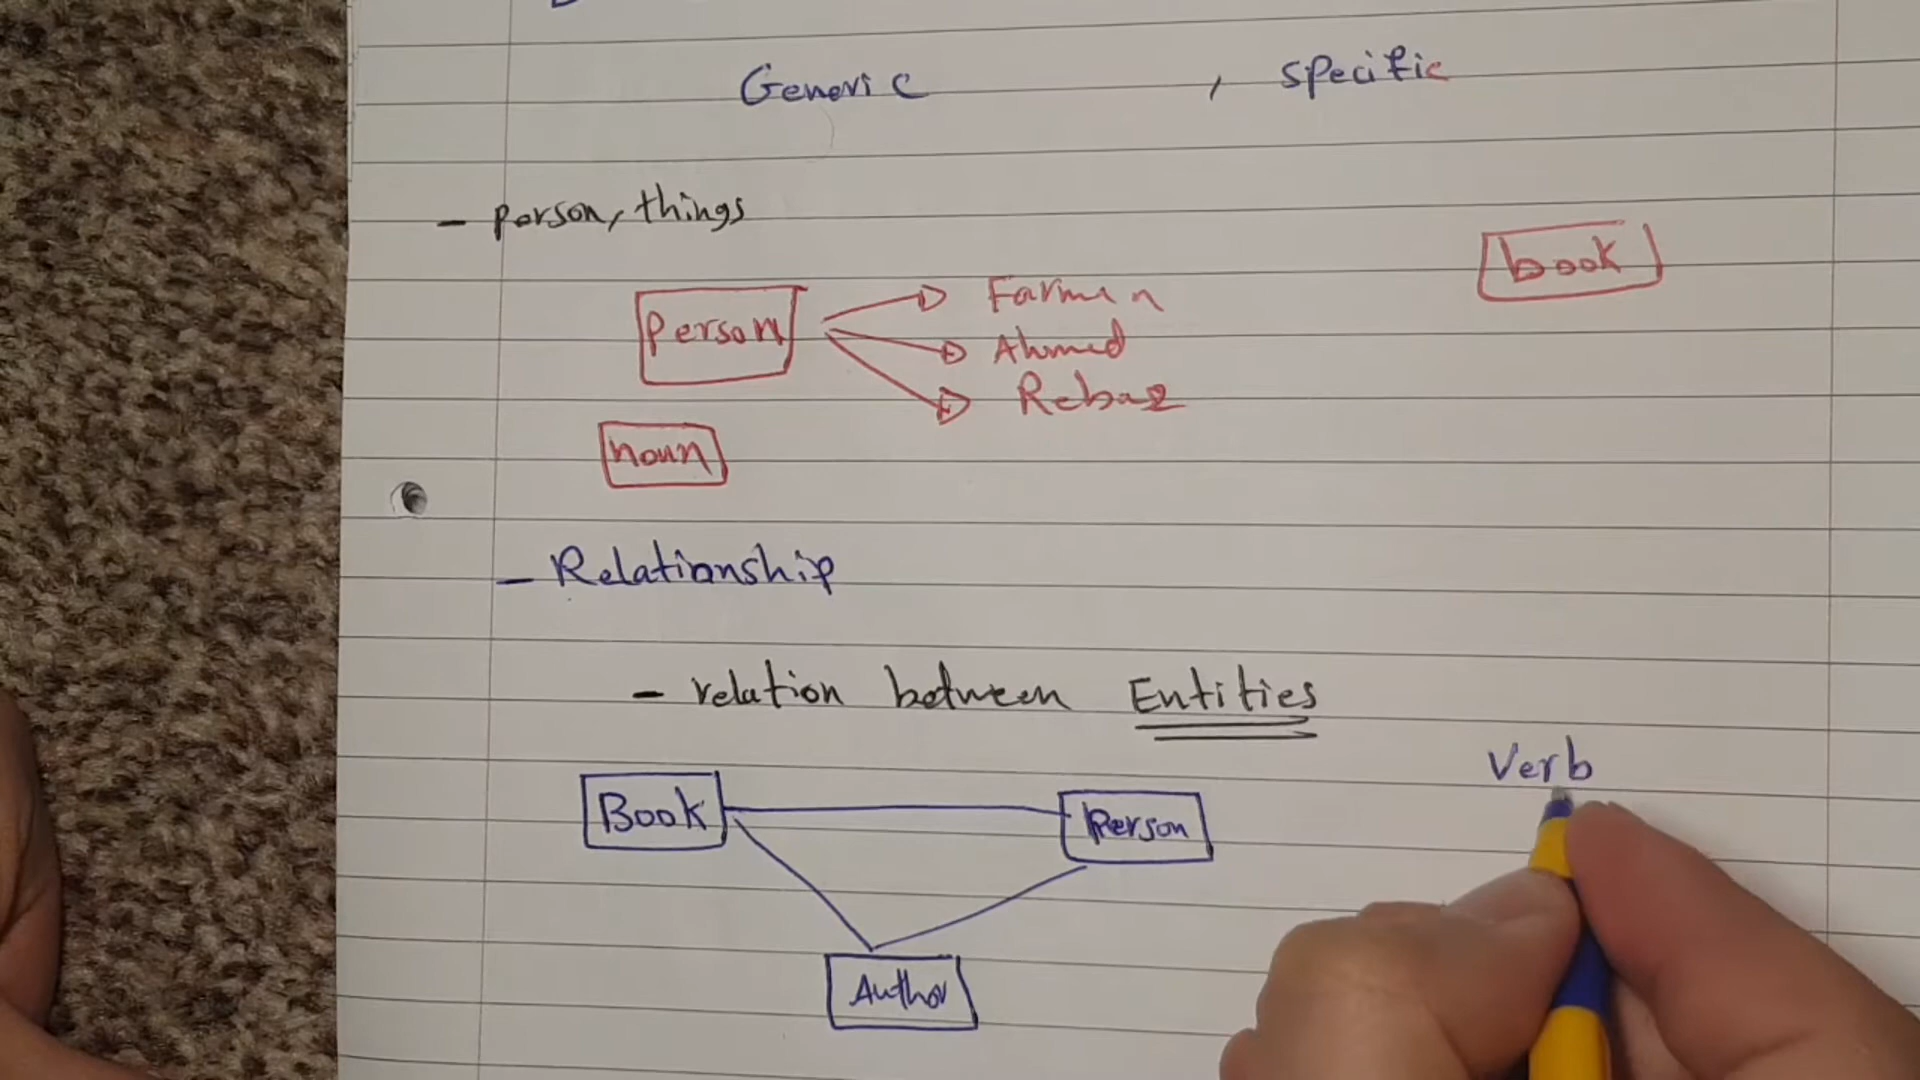 Generic , specific
- person, things
book
person
Farman
Ahmed
Rebaz
noun
- Relationship
- relation between Entities
Verb
Book
Person
Author